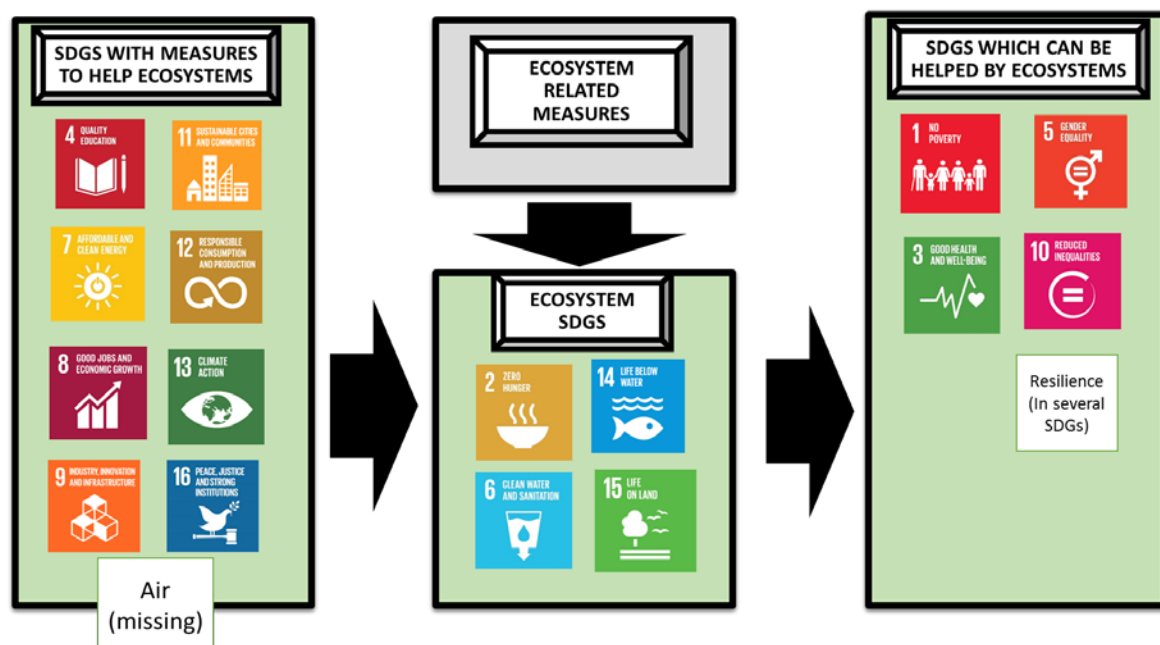 SDGS WITH MEASURES
TO HELP ECOSYSTEMS
4 QUALITY
EDUCATION
11 SUSTAINABLE CITIES
AND COMMUNITIES
7 AFFORDABLE AND
CLEAN ENERGY
12 RESPONSIBLE
CONSUMPTION
AND PRODUCTION
8 GOOD JOBS AND
ECONOMIC GROWTH
13 CLIMATE
ACTION
9 INDUSTRY, INNOVATION
AND INFRASTRUCTURE
16 PEACE, JUSTICE
AND STRONG
INSTITUTIONS
Air
(missing)
ECOSYSTEM
RELATED
MEASURES
ECOSYSTEM
SDGS
2 ZERO
HUNGER
14 LIFE BELOW
WATER
6 CLEAN WATER
AND SANITATION
15 LIFE
ON LAND
SDGS WHICH CAN BE
HELPED BY ECOSYSTEMS
1 NO
POVERTY
5 GENDER
EQUALITY
3 GOOD HEALTH
AND WELL-BEING
10 REDUCED
INEQUALITIES
Resilience
(In several
SDGs)